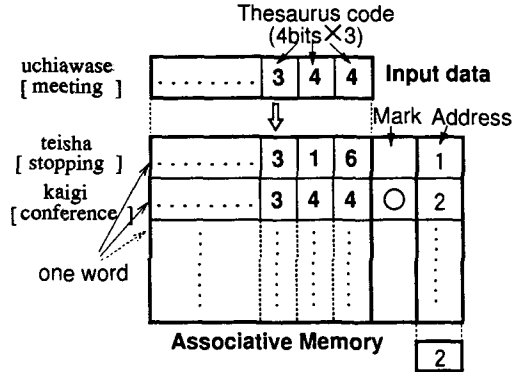 Thesaurus code
(4bits×3)
uchiawase
[ meeting ]
. . . . . . . . 3 4 4 Input data
Mark Address
teisha
[ stopping ]
. . . . . . . . 3 1 6 1
kaigi
[ conference ]
. . . . . . . . 3 4 4 ○ 2
one word
Associative Memory
2